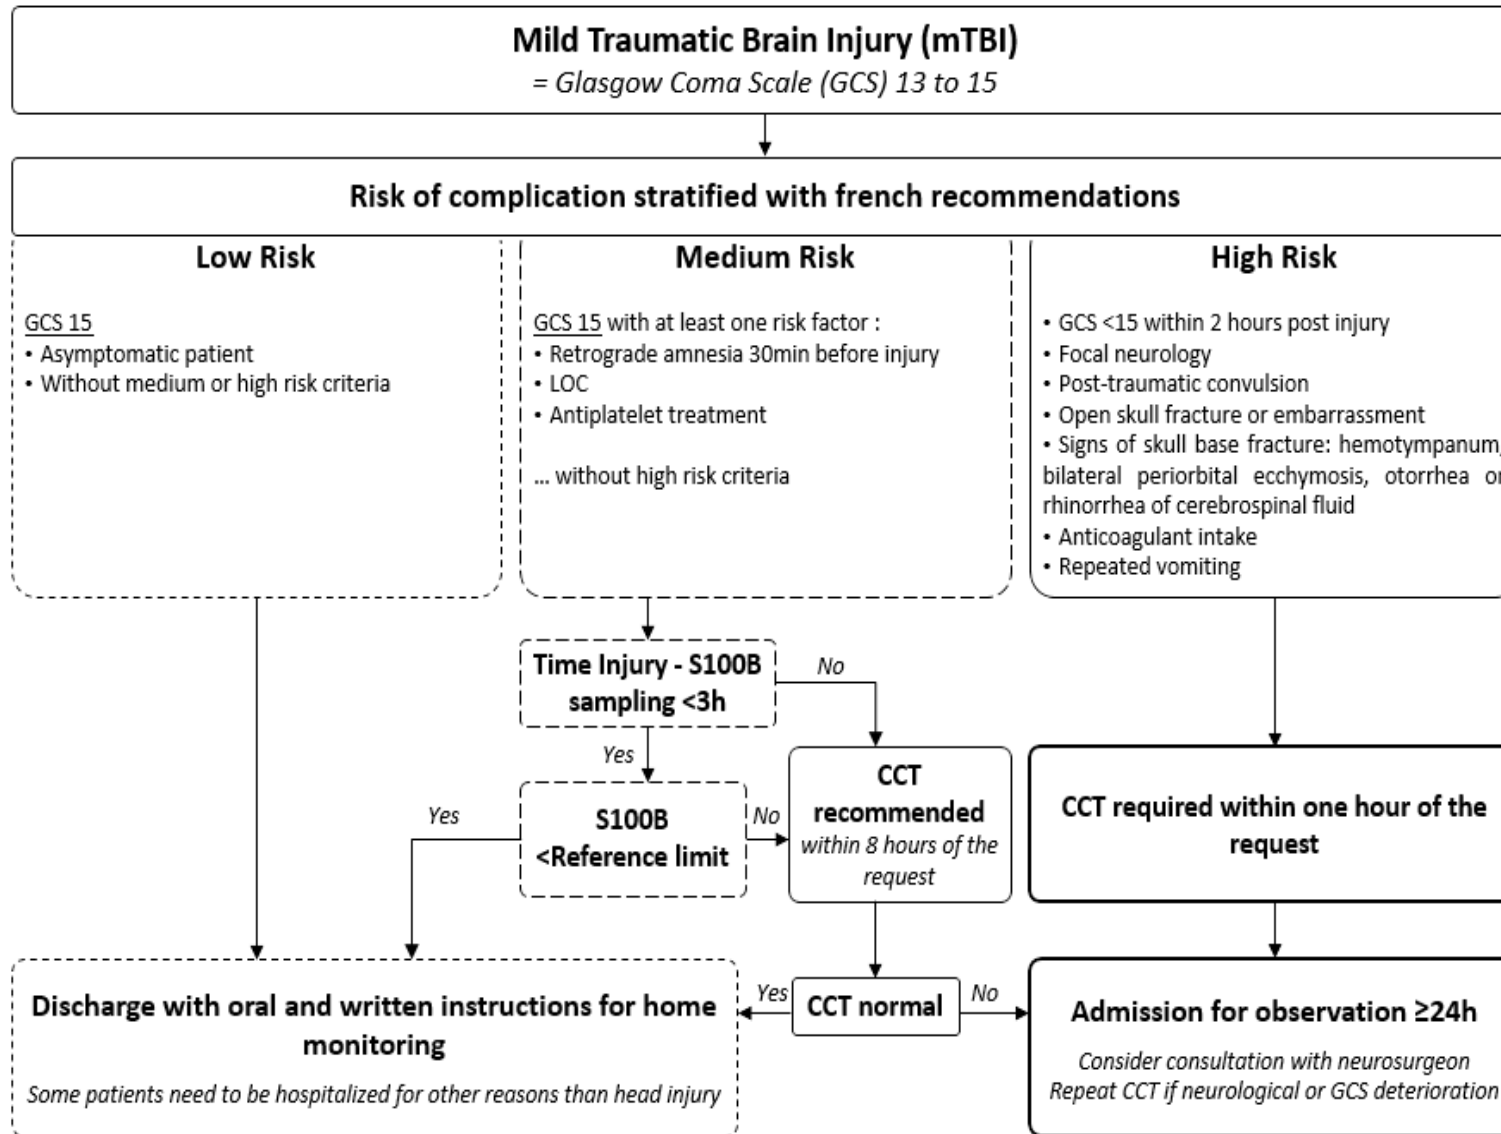 Mild Traumatic Brain Injury (mTBI)
= Glasgow Coma Scale (GCS) 13 to 15
Risk of complication stratified with french recommendations
Low Risk
GCS 15
• Asymptomatic patient
• Without medium or high risk criteria
Medium Risk
GCS 15 with at least one risk factor :
• Retrograde amnesia 30min before injury
• LOC
• Antiplatelet treatment
... without high risk criteria
High Risk
• GCS <15 within 2 hours post injury
• Focal neurology
• Post-traumatic convulsion
• Open skull fracture or embarrassment
• Signs of skull base fracture: hemotympanum,
bilateral periorbital ecchymosis, otorrhea or
rhinorrhea of cerebrospinal fluid
• Anticoagulant intake
• Repeated vomiting
Time Injury - S100B
sampling <3h
No
Yes
S100B
<Reference limit
Yes
No
CCT
recommended
within 8 hours of the
request
CCT required within one hour of the
request
Discharge with oral and written instructions for home
monitoring
Some patients need to be hospitalized for other reasons than head injury
Yes
CCT normal
No
Admission for observation ≥24h
Consider consultation with neurosurgeon
Repeat CCT if neurological or GCS deterioration